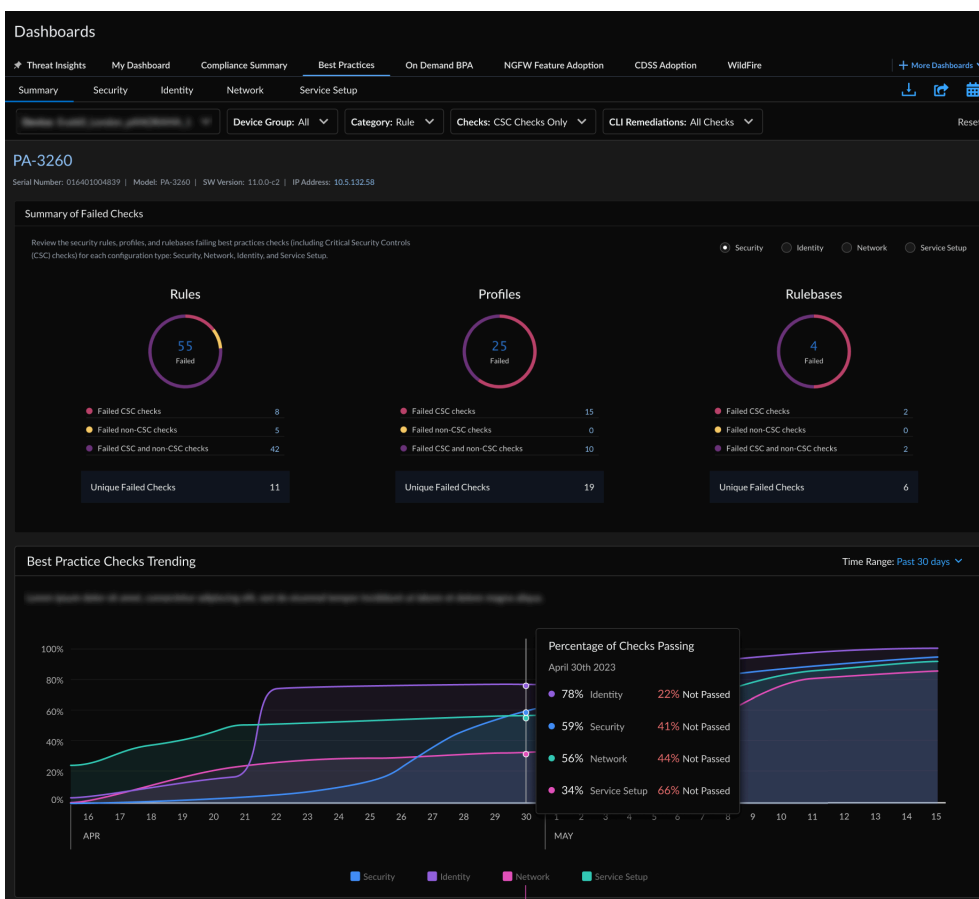 Dashboards
Threat Insights My Dashboard Compliance Summary Best Practices On Demand BPA NGFW Feature Adoption CDSS Adoption WildFire + More Dashboards
Summary Security Identity Network Service Setup
Device Group: All Category: Rule Checks: CSC Checks Only CLI Remediations: All Checks Reset
PA-3260
Serial Number: 016401004839 | Model: PA-3260 | SW Version: 11.0.0-c2 | IP Address: 10.5.132.58
Summary of Failed Checks
Review the security rules, profiles, and rulebases failing best practices checks (including Critical Security Controls
(CSC) checks) for each configuration type: Security, Network, Identity, and Service Setup.
Security Identity Network Service Setup
Rules Profiles Rulebases
55 25 4
Failed Failed Failed
Failed CSC checks 8 Failed CSC checks 15 Failed CSC checks 2
Failed non-CSC checks 5 Failed non-CSC checks 0 Failed non-CSC checks 0
Failed CSC and non-CSC checks 42 Failed CSC and non-CSC checks 10 Failed CSC and non-CSC checks 2
Unique Failed Checks 11 Unique Failed Checks 19 Unique Failed Checks 6
Best Practice Checks Trending Time Range: Past 30 days
100%
80%
60%
40%
20%
0%
Percentage of Checks Passing
April 30th 2023
78% Identity 22% Not Passed
59% Security 41% Not Passed
56% Network 44% Not Passed
34% Service Setup 66% Not Passed
16 17 18 19 20 21 22 23 24 25 26 27 28 29 30 1 2 3 4 5 6 7 8 9 10 11 12 13 14 15
APR MAY
Security Identity Network Service Setup